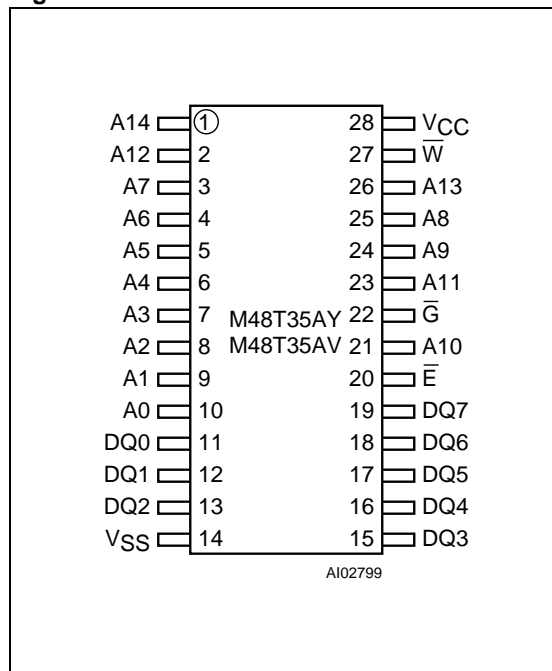 A14 1 28 VCC
A12 2 27 W̅
A7 3 26 A13
A6 4 25 A8
A5 5 24 A9
A4 6 23 A11
A3 7 M48T35AY 22 G̅
A2 8 M48T35AV 21 A10
A1 9 20 E̅
A0 10 19 DQ7
DQ0 11 18 DQ6
DQ1 12 17 DQ5
DQ2 13 16 DQ4
VSS 14 15 DQ3
AI02799